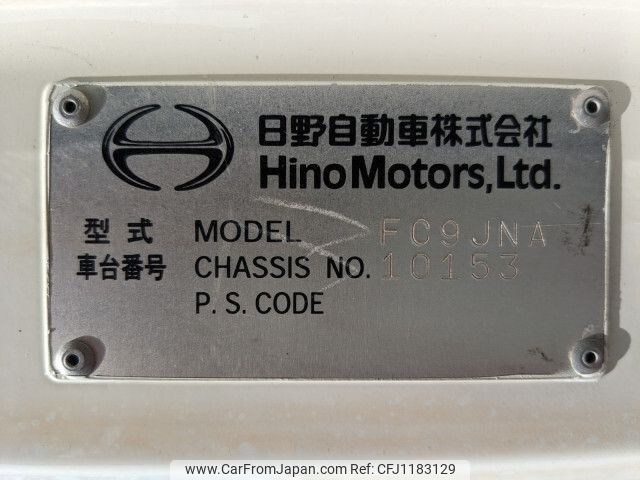 日野自動車株式会社
Hino Motors, Ltd.
型式 MODEL FC9JNA
車台番号 CHASSIS NO. 10153
P. S. CODE
www.CarFromJapan.com - CFJ1183129